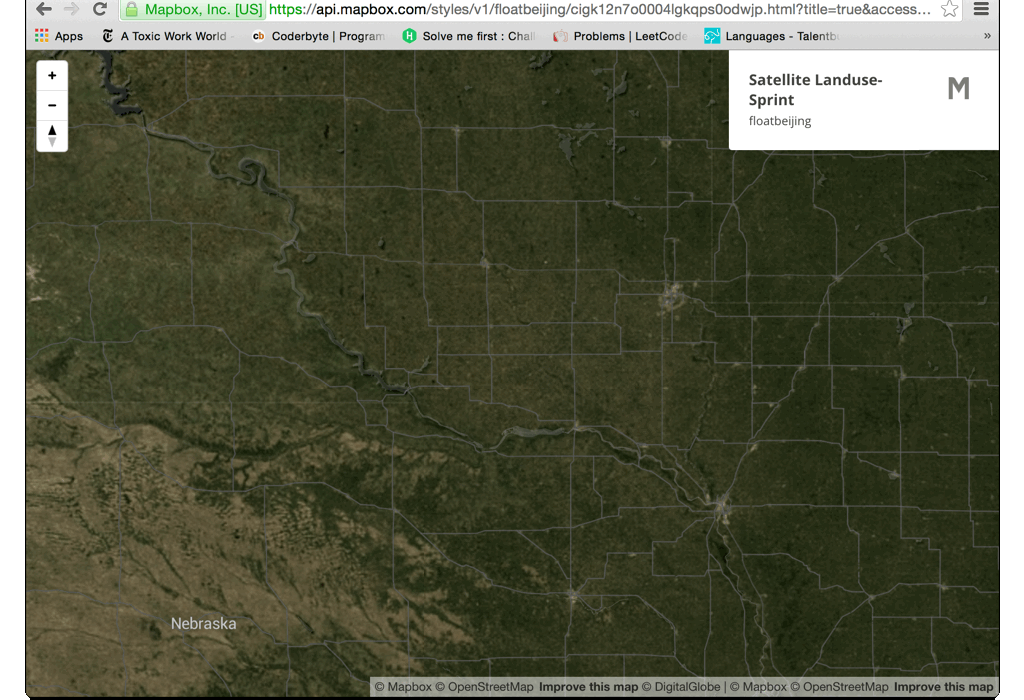 Mapbox, Inc. [US] https://api.mapbox.com/styles/v1/floatbeijing/cigk12n7o0004lgkqps0odwjp.html?title=true&access...
Apps A Toxic Work World - cb Coderbyte | Program H Solve me first : Chall Problems | LeetCode Languages - Talentb »
+
−
Satellite Landuse-
Sprint
floatbeijing
M
Nebraska
© Mapbox © OpenStreetMap Improve this map © DigitalGlobe | © Mapbox © OpenStreetMap Improve this map